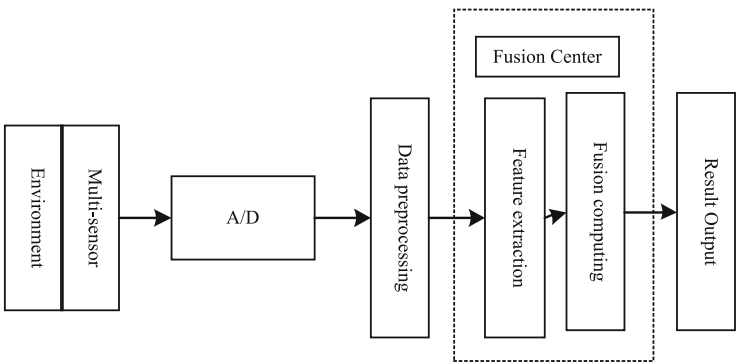 Environment
Multi-sensor
A/D
Data preprocessing
Fusion Center
Feature extraction
Fusion computing
Result Output